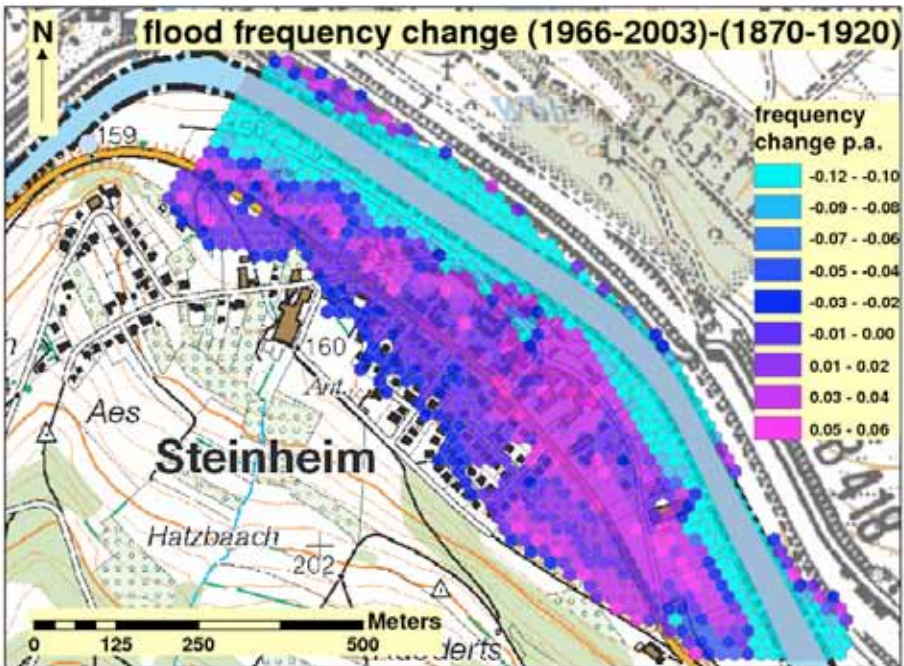 N
flood frequency change (1966-2003)-(1870-1920)
frequency
change p.a.
-0.12 - -0.10
-0.09 - -0.08
-0.07 - -0.06
-0.05 - -0.04
-0.03 - -0.02
-0.01 - 0.00
0.01 - 0.02
0.03 - 0.04
0.05 - 0.06
159
160
Aes
Steinheim
Hatzbaach
202
B 418
Meters
0 125 250 500